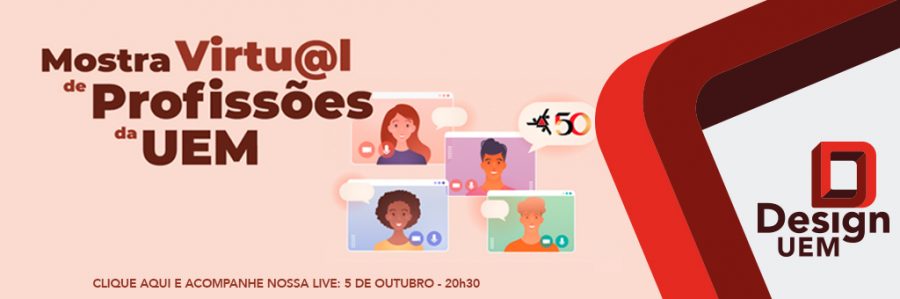 Mostra Virtu@l
de Profissões
da UEM
50
Design
UEM
CLIQUE AQUI E ACOMPANHE NOSSA LIVE: 5 DE OUTUBRO - 20h30